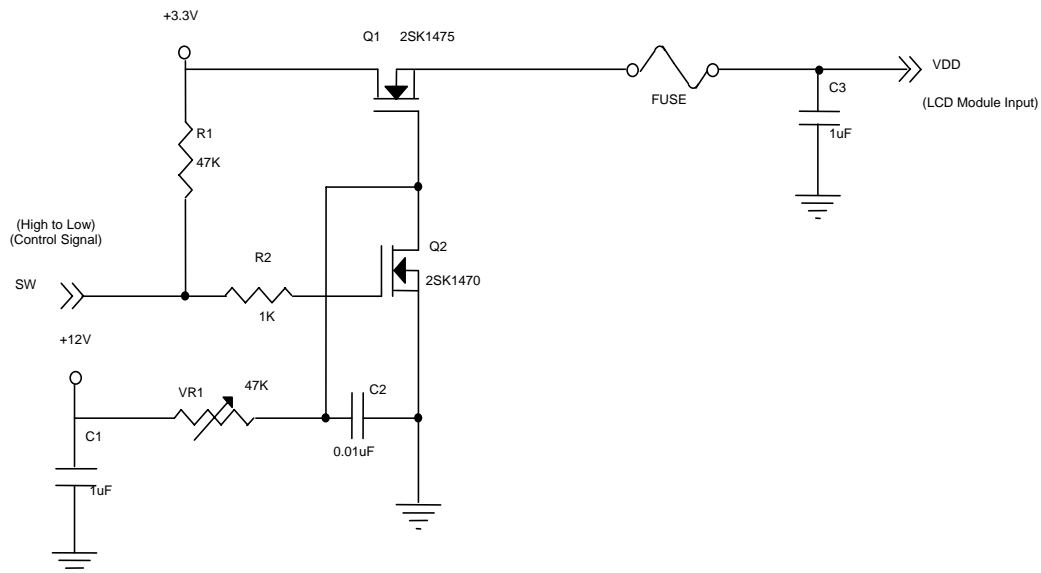 +3.3V
Q1 2SK1475
VDD
FUSE
C3
(LCD Module Input)
R1
1uF
47K
(High to Low)
(Control Signal)
Q2
R2
SW
2SK1470
1K
+12V
VR1
47K
C2
C1
0.01uF
1uF